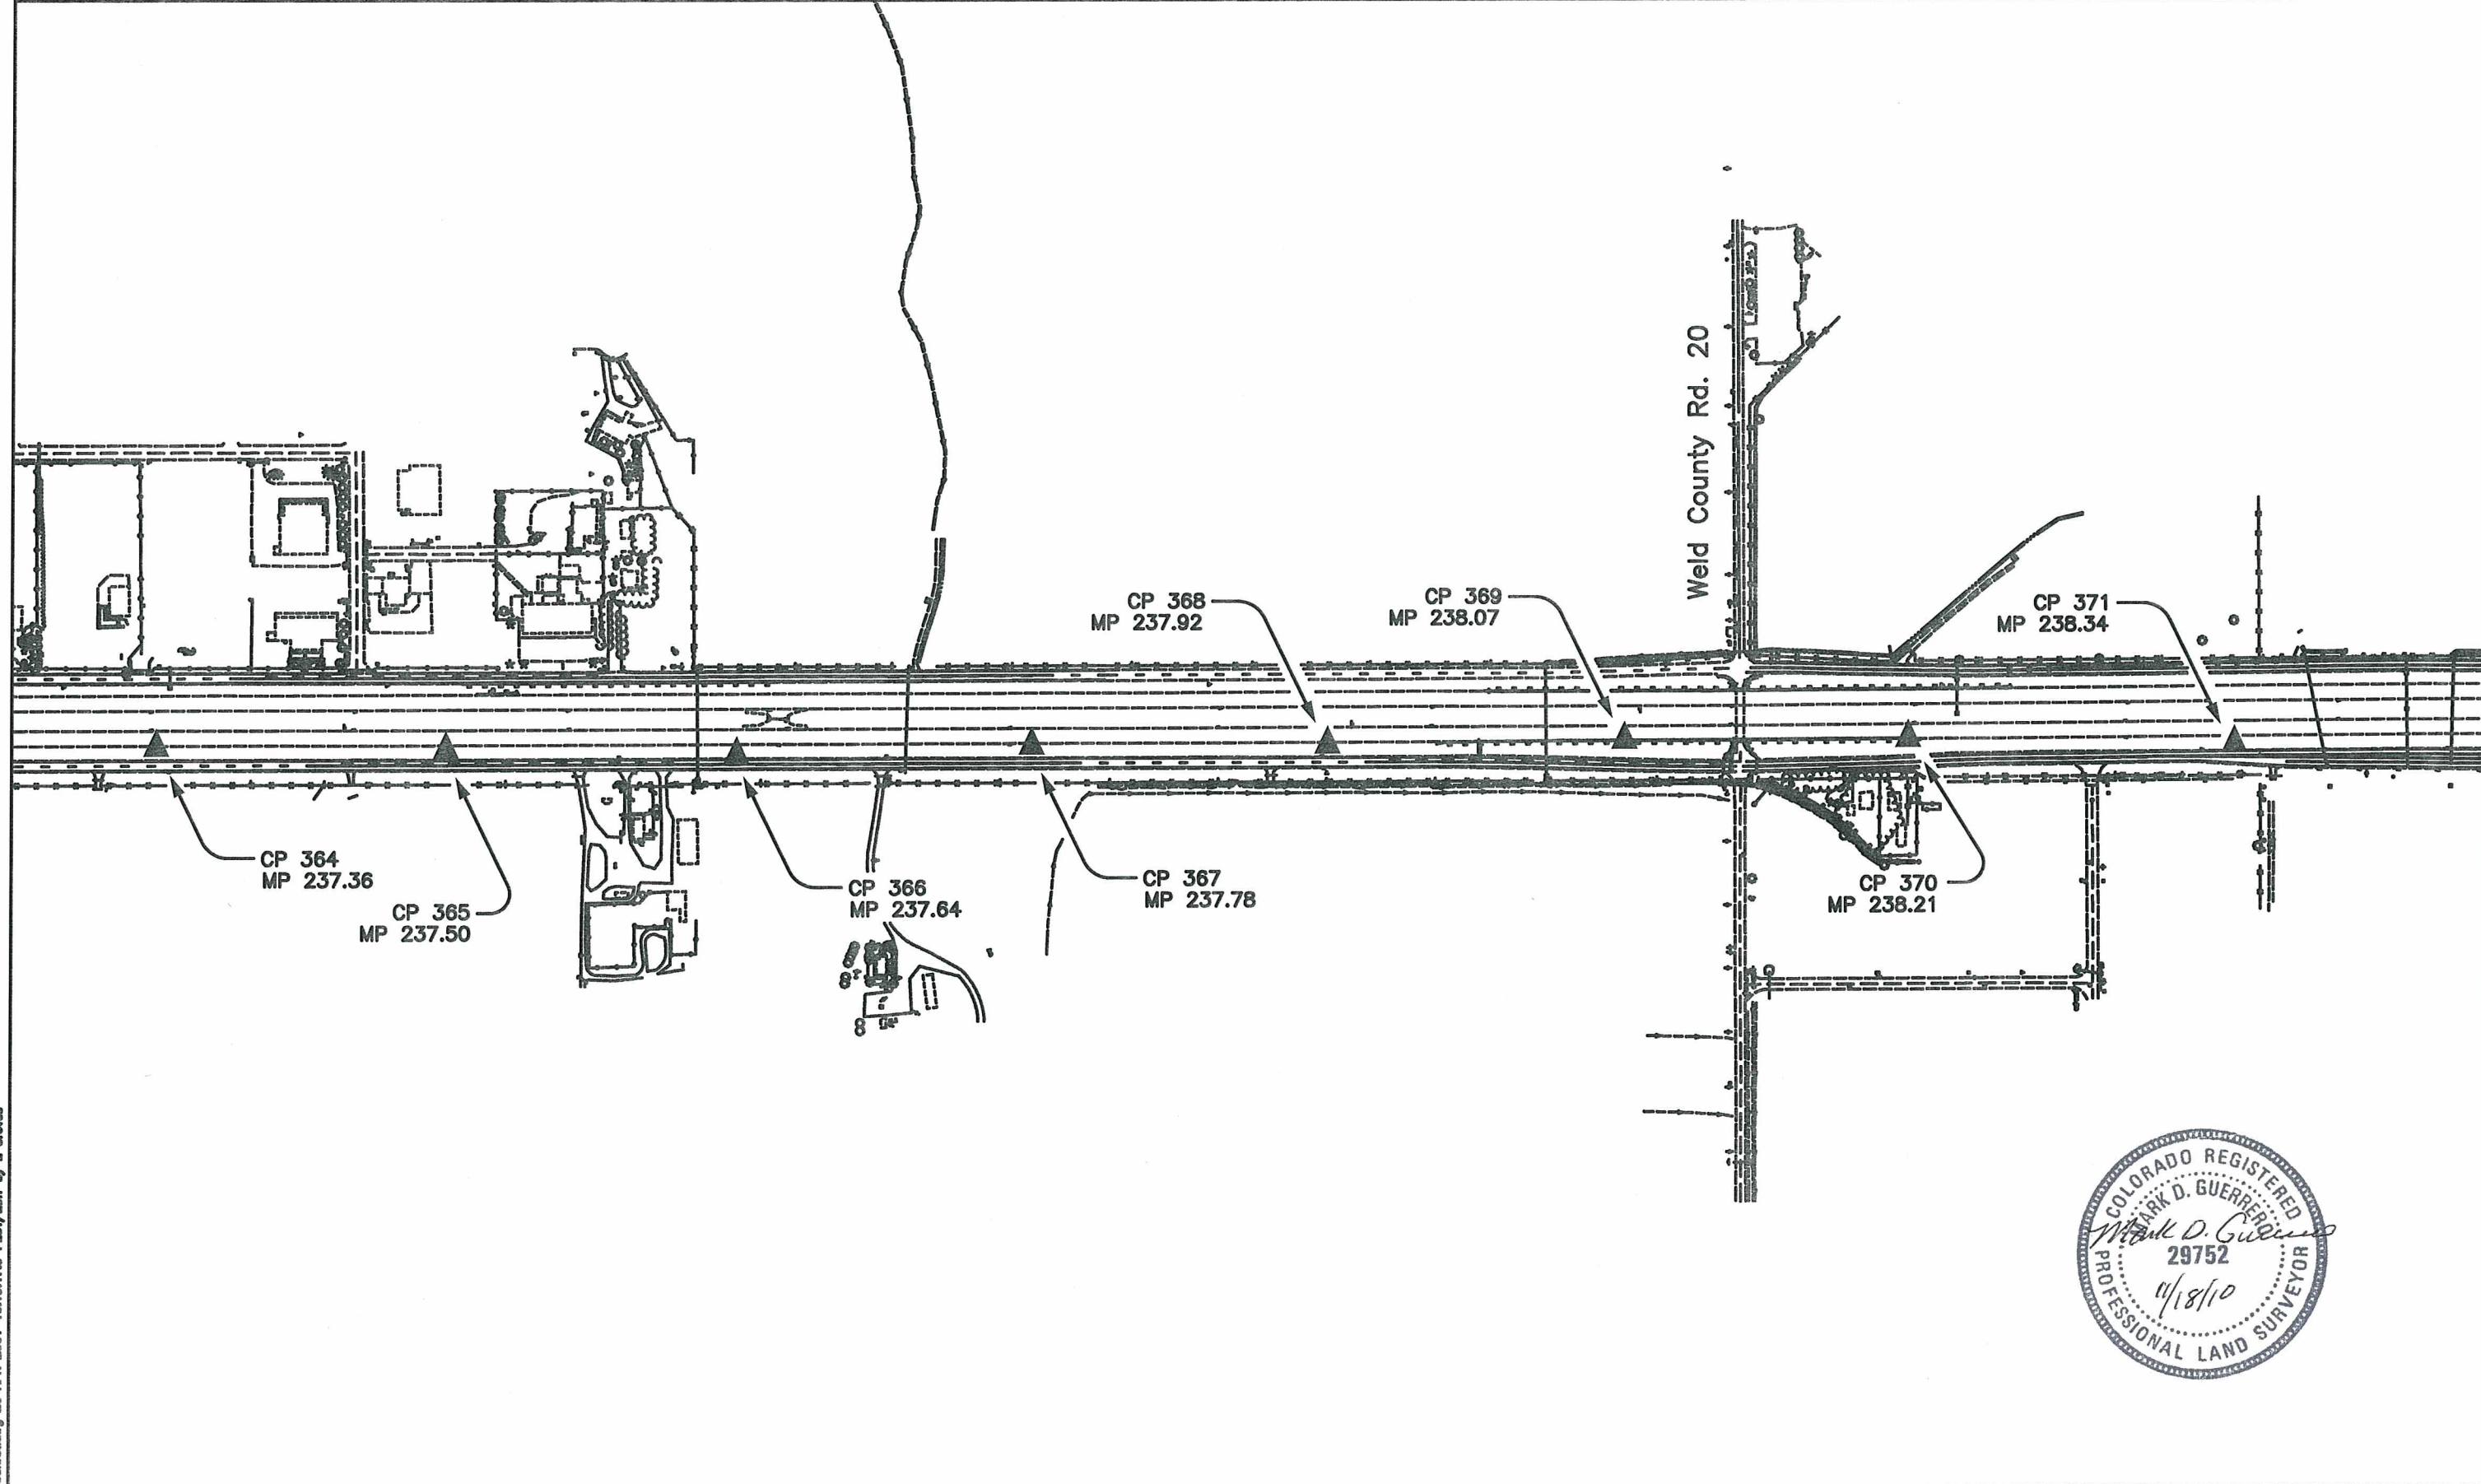 Weld County Rd. 20
CP 368
MP 237.92
CP 369
MP 238.07
CP 371
MP 238.34
CP 364
MP 237.36
CP 365
MP 237.50
CP 366
MP 237.64
CP 367
MP 237.78
CP 370
MP 238.21
8
8
COLORADO REGISTERED
MARK D. GUERRERO
Mark D. Guerrero
29752
11/18/10
PROFESSIONAL LAND SURVEYOR